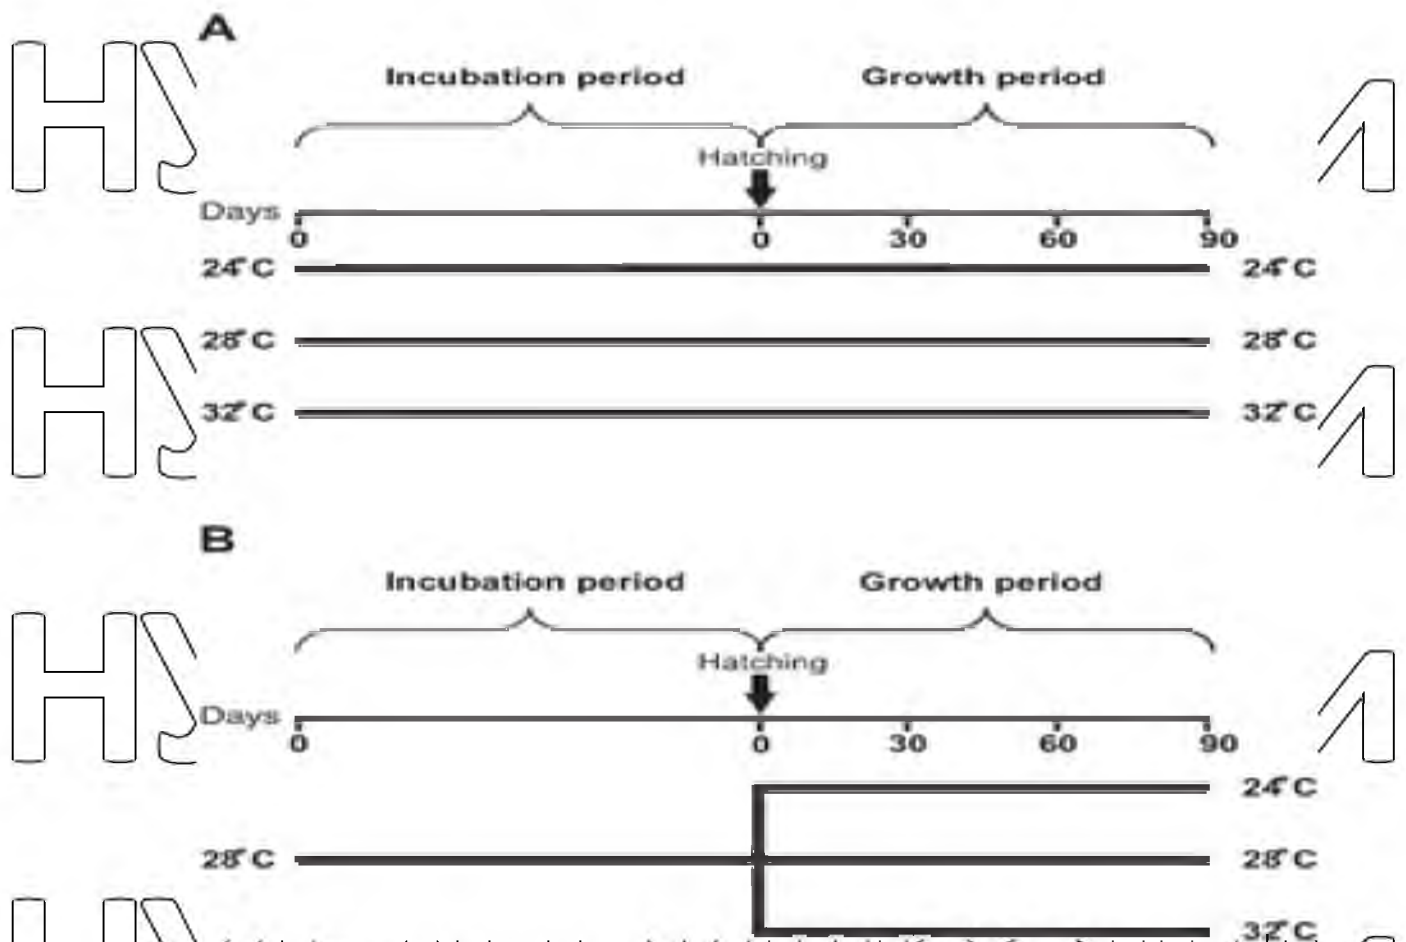 A
Incubation period Growth period
Hatching
Days
0 0 30 60 90
24°C 24°C
28°C 28°C
32°C 32°C
B
Incubation period Growth period
Hatching
Days
0 0 30 60 90
24°C
28°C 28°C
32°C